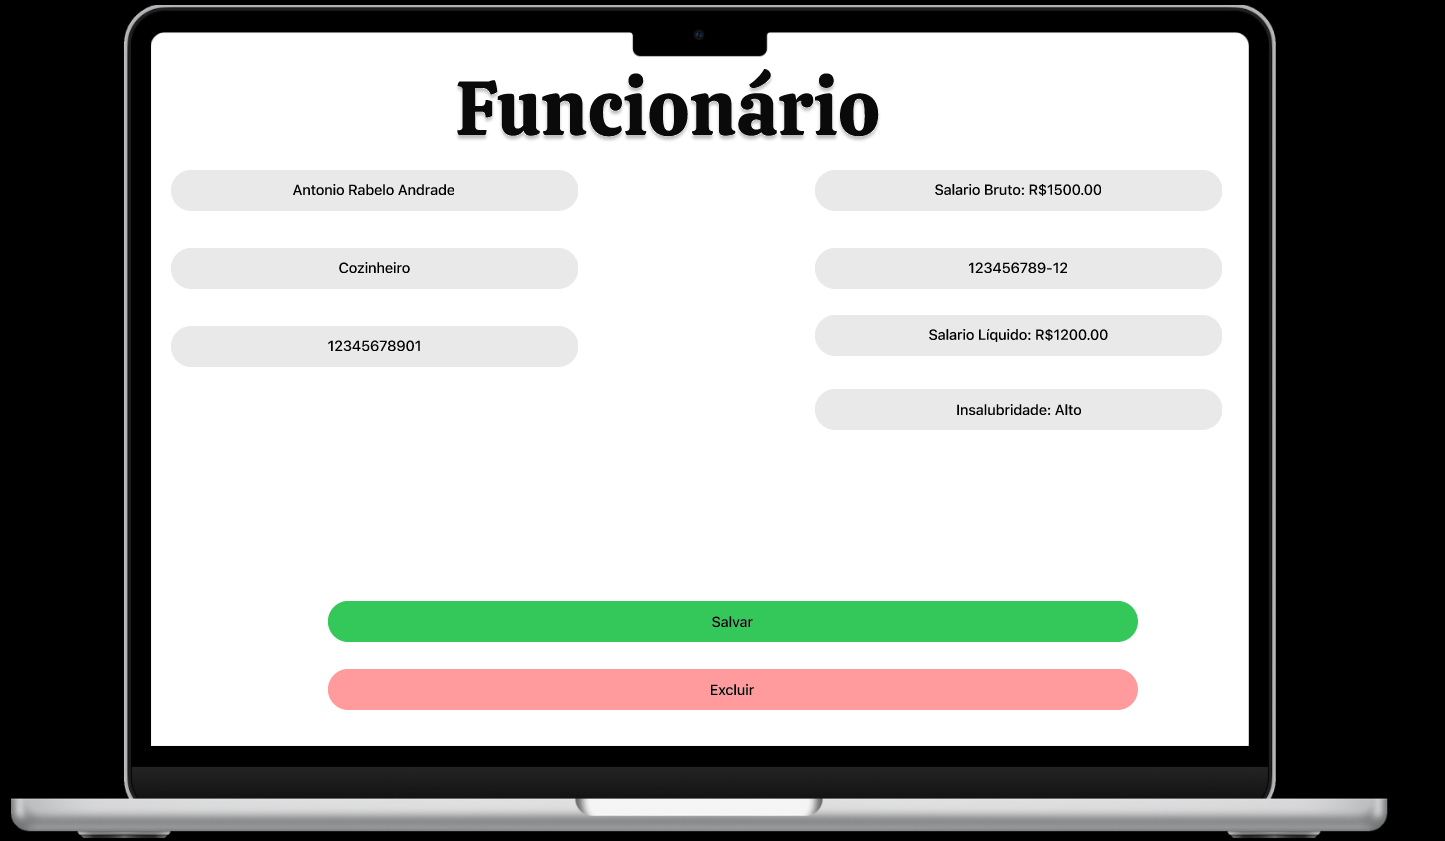 Funcionário
Antonio Rabelo Andrade
Cozinheiro
12345678901
Salario Bruto: R$1500.00
123456789-12
Salario Líquido: R$1200.00
Insalubridade: Alto
Salvar
Excluir